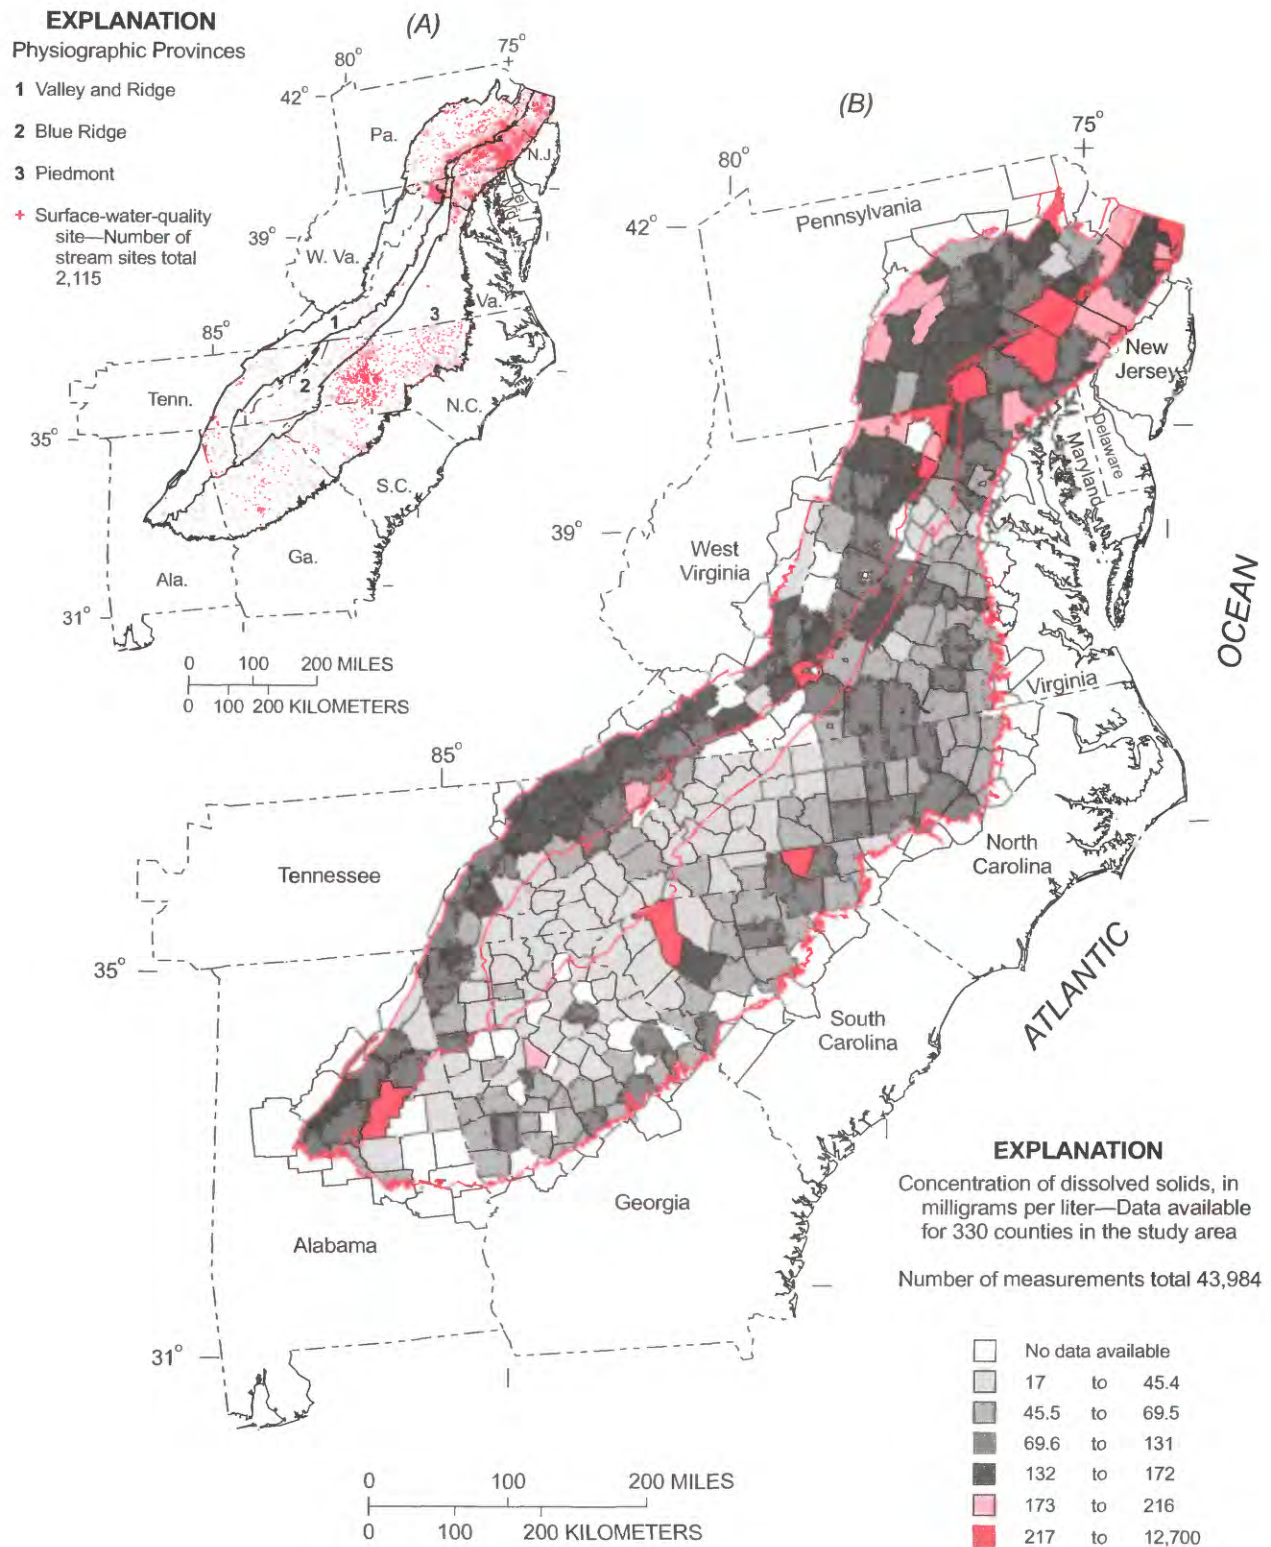 EXPLANATION
Physiographic Provinces
1 Valley and Ridge
2 Blue Ridge
3 Piedmont
+ Surface-water-quality
site—Number of
stream sites total
2,115
(A)
80°
75°
42°
Pa.
N.J.
Del.
Md.
39°
W. Va.
Va.
85°
1
3
2
Tenn.
N.C.
35°
S.C.
Ga.
Ala.
31°
0 100 200 MILES
0 100 200 KILOMETERS
(B)
75°
80°
42°
Pennsylvania
New
Jersey
Delaware
Maryland
39°
West
Virginia
OCEAN
Virginia
85°
North
Carolina
Tennessee
35°
ATLANTIC
South
Carolina
Georgia
Alabama
31°
EXPLANATION
Concentration of dissolved solids, in
milligrams per liter—Data available
for 330 counties in the study area
Number of measurements total 43,984
No data available
17 to 45.4
45.5 to 69.5
69.6 to 131
132 to 172
173 to 216
217 to 12,700
0 100 200 MILES
0 100 200 KILOMETERS